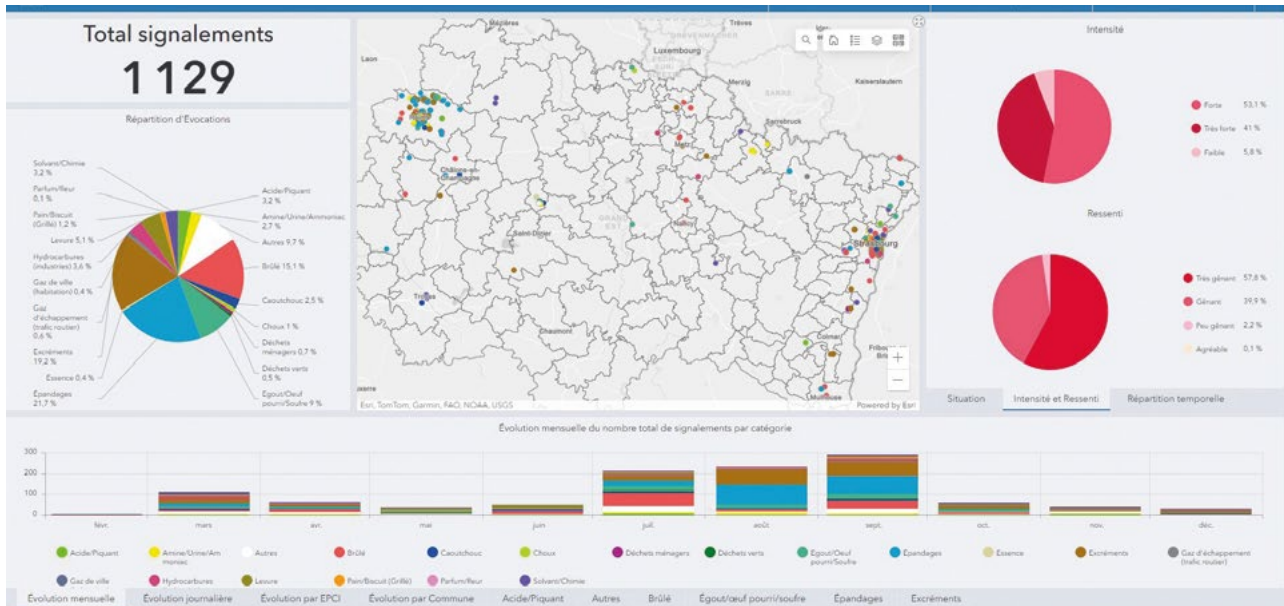 Total signalements
1 129
Répartition d'Evocations
Solvant/Chimie
3,2 %
Parfum/fleur
0,1 %
Pain/Biscuit
(Grillé) 1,2 %
Levure 5,1 %
Hydrocarbures
(industries) 3,6 %
Gaz de ville
(habitation) 0,4 %
Gaz
d'échappement
(trafic routier)
0,6 %
Excréments
19,2 %
Essence 0,4 %
Épandages
21,7 %
Acide/Piquant
3,2 %
Amine/Urine/Ammoniac
2,7 %
Autres 9,7 %
Brûlé 15,1 %
Caoutchouc 2,5 %
Choux 1 %
Déchets
ménagers 0,7 %
Déchets verts
0,5 %
Egout/Oeuf
pourri/Soufre 9 %
Mézières
Trèves
Laon
Luxembourg
Merzig
Kaiserslautern
SARRE
Sarrebruck
Metz
Châlons-en-
Champagne
GRAND
EST
Nancy
Saint-Dizier
Strasbourg
Troyes
Chaumont
Colmar
Mulhouse
Esri, TomTom, Garmin, FAO, NOAA, USGS
Powered by Esri
Intensité
Forte 53,1 %
Très forte 41 %
Faible 5,8 %
Ressenti
Très gênant 57,8 %
Gênant 39,9 %
Peu gênant 2,2 %
Agréable 0,1 %
Situation
Intensité et Ressenti
Répartition temporelle
Évolution mensuelle du nombre total de signalements par catégorie
300
200
100
0
févr. mars avr. mai juin juil. août sept. oct. nov. déc.
Acide/Piquant
Amine/Urine/Am
moniac
Autres
Brûlé
Caoutchouc
Choux
Déchets ménagers
Déchets verts
Egout/Oeuf
pourri/Soufre
Épandages
Essence
Excréments
Gaz d'échappement
(trafic routier)
Gaz de ville
Hydrocarbures
Levure
Pain/Biscuit (Grillé)
Parfum/fleur
Solvant/Chimie
Évolution mensuelle
Évolution journalière
Évolution par EPCI
Évolution par Commune
Acide/Piquant
Autres
Brûlé
Égout/œuf pourri/soufre
Épandages
Excréments